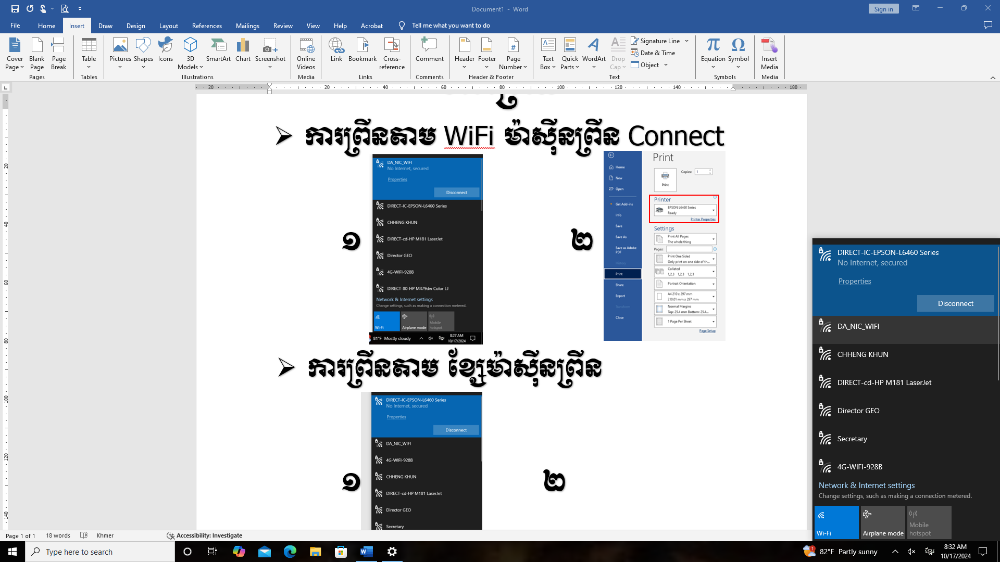 Document1 - Word
Sign in
File Home Insert Draw Design Layout References Mailings Review View Help Acrobat Tell me what you want to do
Cover Page Blank Page Page Break Table Pictures Shapes Icons 3D Models SmartArt Chart Screenshot Online Videos Link Bookmark Cross-reference Comment Header Footer Page Number Text Box Quick Parts WordArt Drop Cap Signature Line Date & Time Object Equation Symbol Insert Media
Pages Tables Illustrations Media Links Comments Header & Footer Text Symbols Media
20 20 40 60 80 100 120 140 180
ការព្រីនតាម WiFi ម៉ាស៊ីនព្រីន Connect
១
DA_NIC_WIFI
No Internet, secured
Properties
Disconnect
DIRECT-IC-EPSON-L6460 Series
CHHENG KHUN
DIRECT-cd-HP M181 LaserJet
Director GEO
4G-WIFI-928B
DIRECT-80-HP M479dw Color LJ
Network & Internet settings
Change settings, such as making a connection metered.
Wi-Fi Airplane mode Mobile hotspot
81°F Mostly cloudy 8:27 AM
10/17/2024
២
Home
New
Open
Get Add-ins
Info
Save
Save As
Save as Adobe PDF
History
Print
Share
Export
Transform
Close
Print
Copies: 1
Print
Printer
EPSON L6460 Series
Ready
Printer Properties
Settings
Print All Pages
The whole thing
Pages:
Print One Sided
Only print on one side of th...
Collated
1,2,3 1,2,3 1,2,3
Portrait Orientation
A4 210 x 297 mm
210.01 mm x 297 mm
Normal Margins
Top: 25.4 mm Bottom: 25.4...
1 Page Per Sheet
Page Setup
ការព្រីនតាម ខ្សែម៉ាស៊ីនព្រីន
១
DIRECT-IC-EPSON-L6460 Series
No Internet, secured
Properties
Disconnect
DA_NIC_WIFI
4G-WIFI-928B
CHHENG KHUN
DIRECT-cd-HP M181 LaserJet
Director GEO
Secretary
២
20
40
60
80
100
120
140
DIRECT-IC-EPSON-L6460 Series
No Internet, secured
Properties
Disconnect
DA_NIC_WIFI
CHHENG KHUN
DIRECT-cd-HP M181 LaserJet
Director GEO
Secretary
4G-WIFI-928B
Network & Internet settings
Change settings, such as making a connection metered.
Wi-Fi Airplane mode Mobile hotspot
Page 1 of 1 18 words Khmer Accessibility: Investigate
Type here to search
1 82°F Partly sunny
8:32 AM
10/17/2024